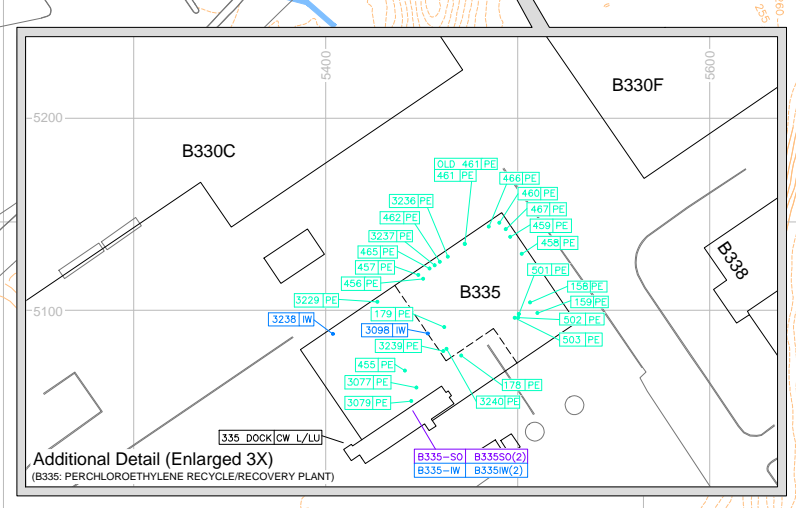 260
255
5400
5600
B330F
5200
B330C
OLD 461 PE
461 PE
466 PE
460 PE
3236 PE
467 PE
462 PE
459 PE
3237 PE
458 PE
465 PE
457 PE
501 PE
456 PE
B338
158 PE
B335
3229 PE
159 PE
5100
179 PE
502 PE
3238 IW
3098 IW
503 PE
3239 PE
455 PE
3077 PE
178 PE
3079 PE
3240 PE
335 DOCK CW L/LU
B335-SO B335SO(2)
B335-IW B335IW(2)
Additional Detail (Enlarged 3X)
(B335: PERCHLOROETHYLENE RECYCLE/RECOVERY PLANT)